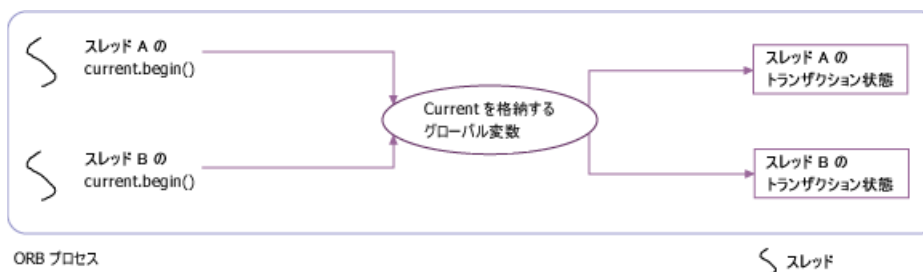 スレッド A の
current.begin()
Current を格納する
グローバル変数
スレッド A の
トランザクション状態
スレッド B の
current.begin()
スレッド B の
トランザクション状態
ORB プロセス
スレッド